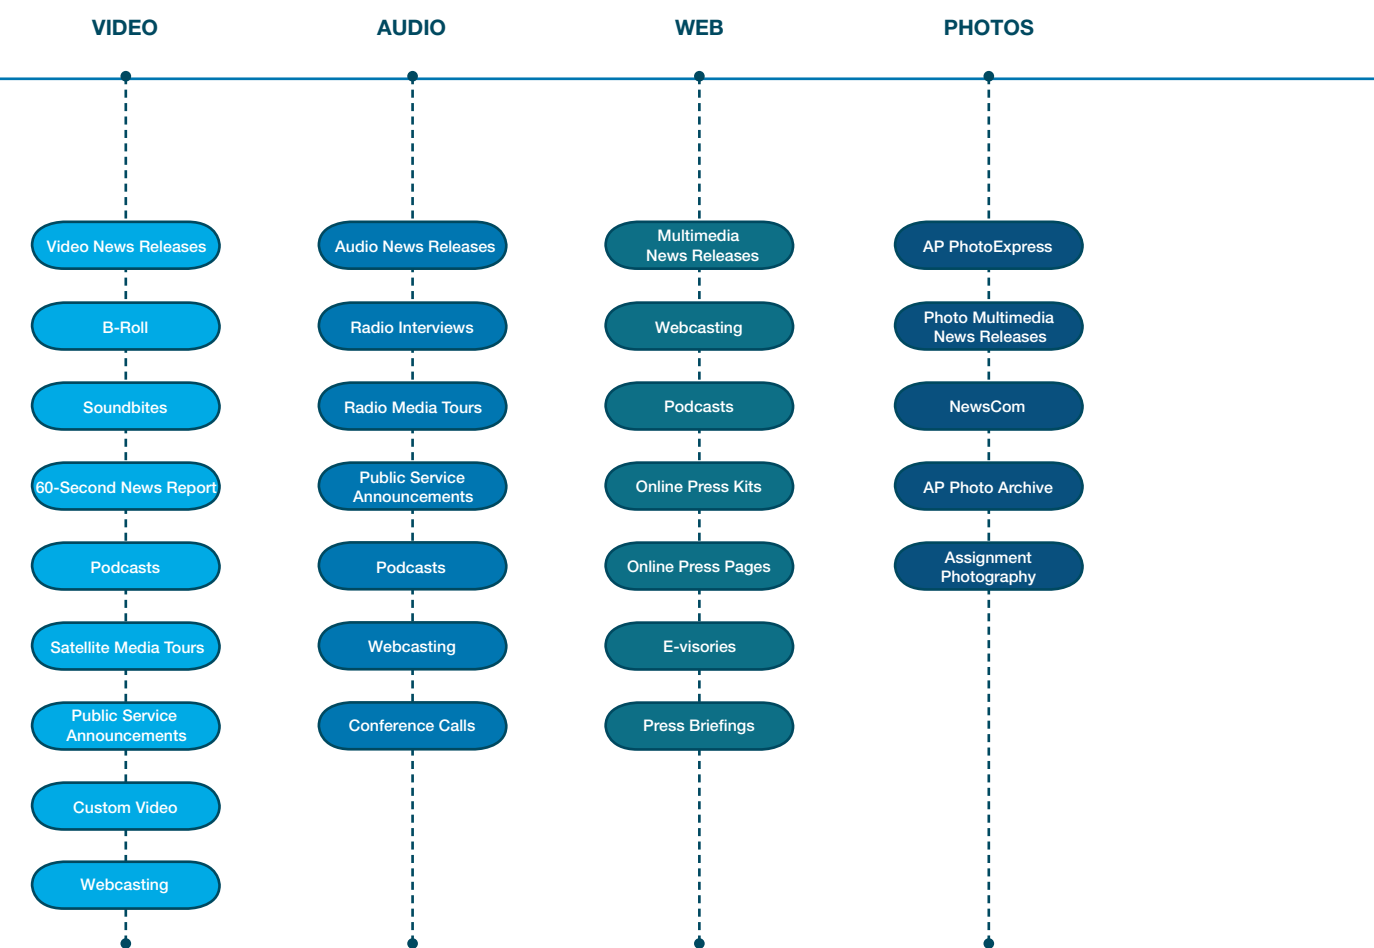 VIDEO
AUDIO
WEB
PHOTOS
Video News Releases
B-Roll
Soundbites
60-Second News Report
Podcasts
Satellite Media Tours
Public Service
Announcements
Custom Video
Webcasting
Audio News Releases
Radio Interviews
Radio Media Tours
Public Service
Announcements
Podcasts
Webcasting
Conference Calls
Multimedia
News Releases
Webcasting
Podcasts
Online Press Kits
Online Press Pages
E-visories
Press Briefings
AP PhotoExpress
Photo Multimedia
News Releases
NewsCom
AP Photo Archive
Assignment
Photography